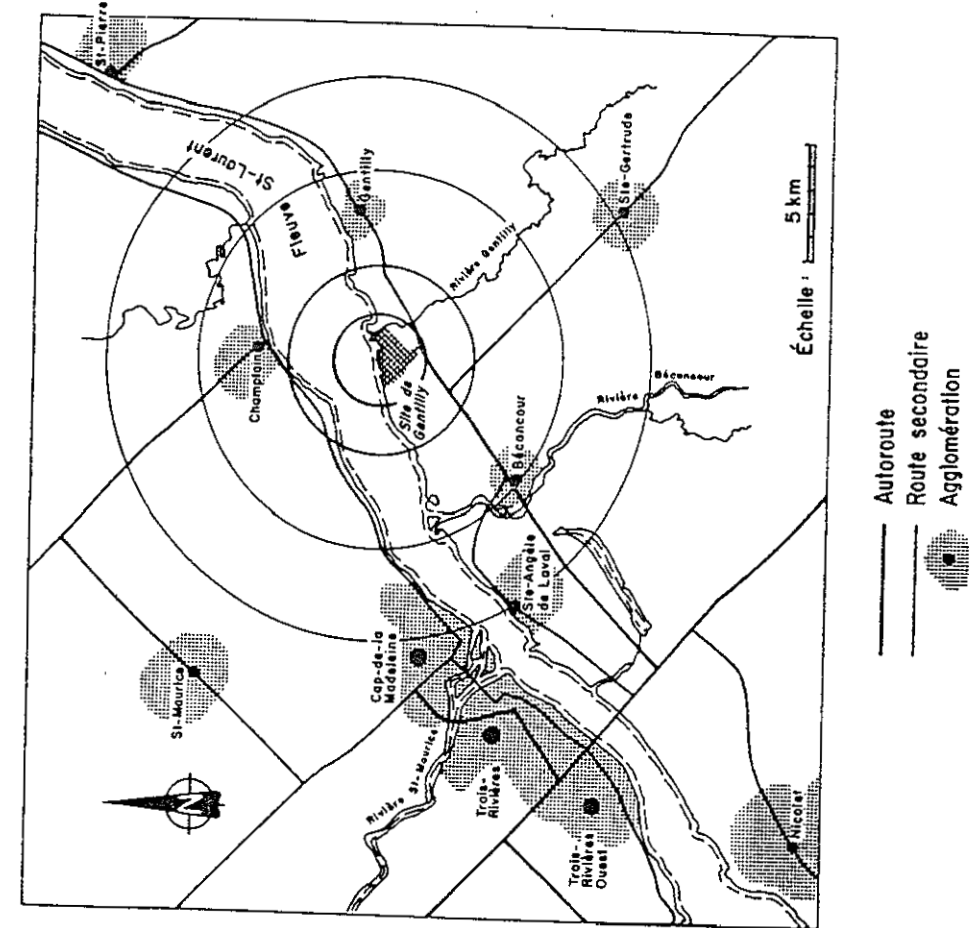 St-Pierre
St-Laurent
Fleuve
Gentilly
Ste-Gertrude
Rivière Gentilly
5 km
Échelle :
Champlain
Site de
Gentilly
Rivière
Bécancour
Bécancour
Ste-Angèle
de Laval
Cap-de-la
Madeleine
St-Maurice
N
Rivière St-Maurice
Trois-
Rivières
Trois-
Rivières
Ouest
Nicolet
Autoroute
Route secondaire
Agglomération